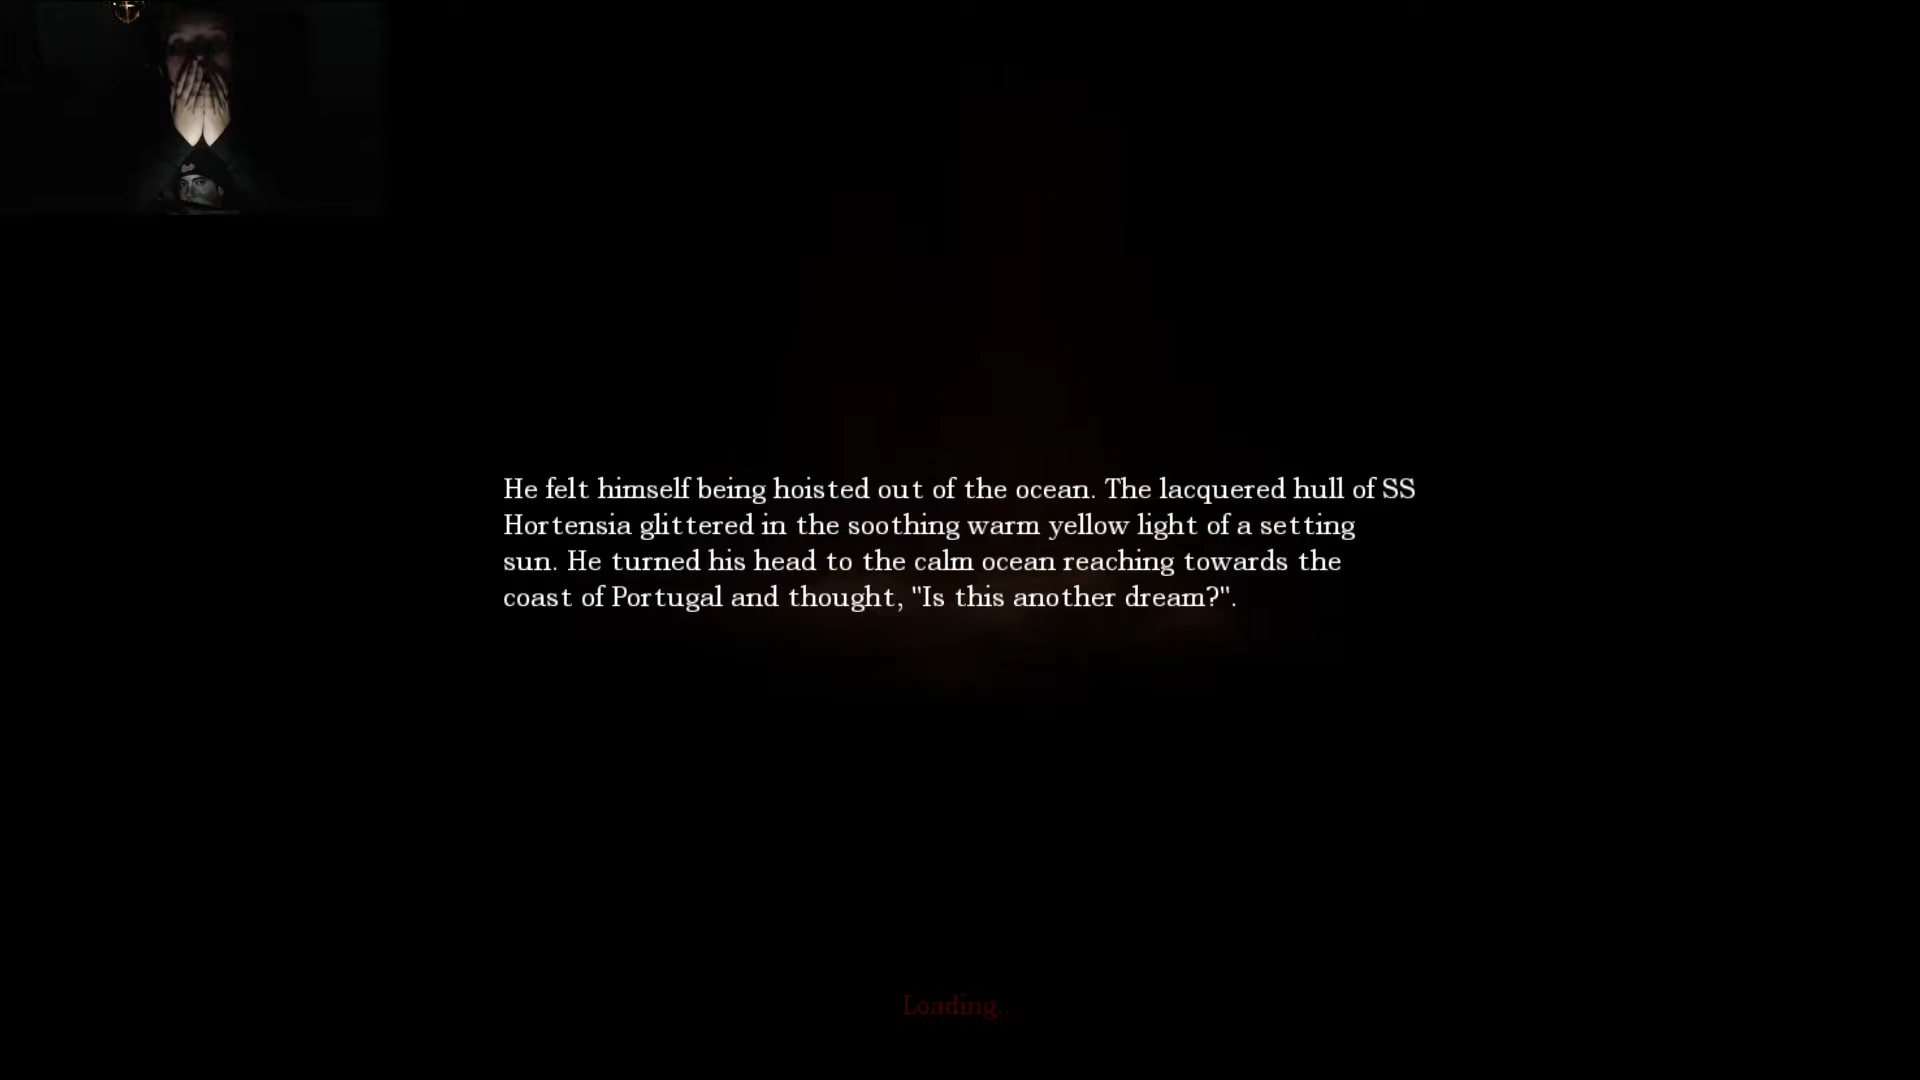 He felt himself being hoisted out of the ocean. The lacquered hull of SS
Hortensia glittered in the soothing warm yellow light of a setting
sun. He turned his head to the calm ocean reaching towards the
coast of Portugal and thought, "Is this another dream?".
Loading..